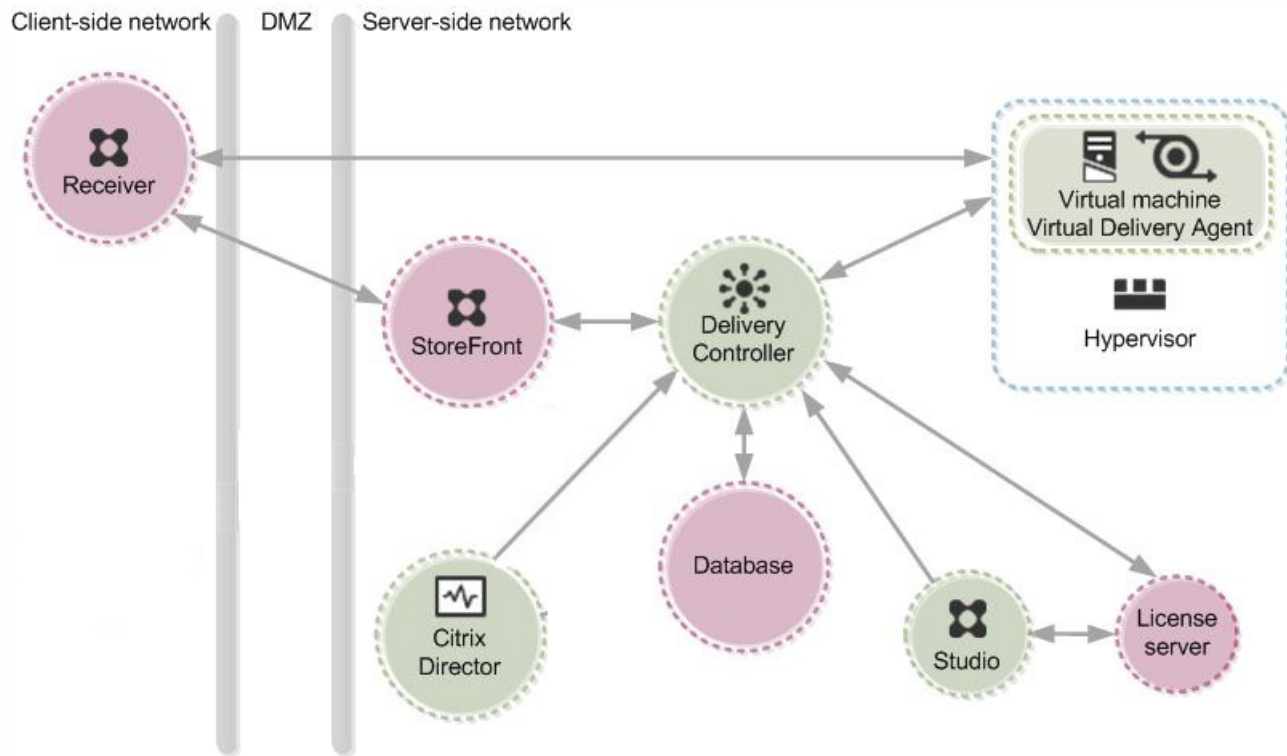 Client-side network
DMZ
Server-side network
Receiver
Virtual machine
Virtual Delivery Agent
Hypervisor
StoreFront
Delivery
Controller
Database
Citrix
Director
Studio
License
server